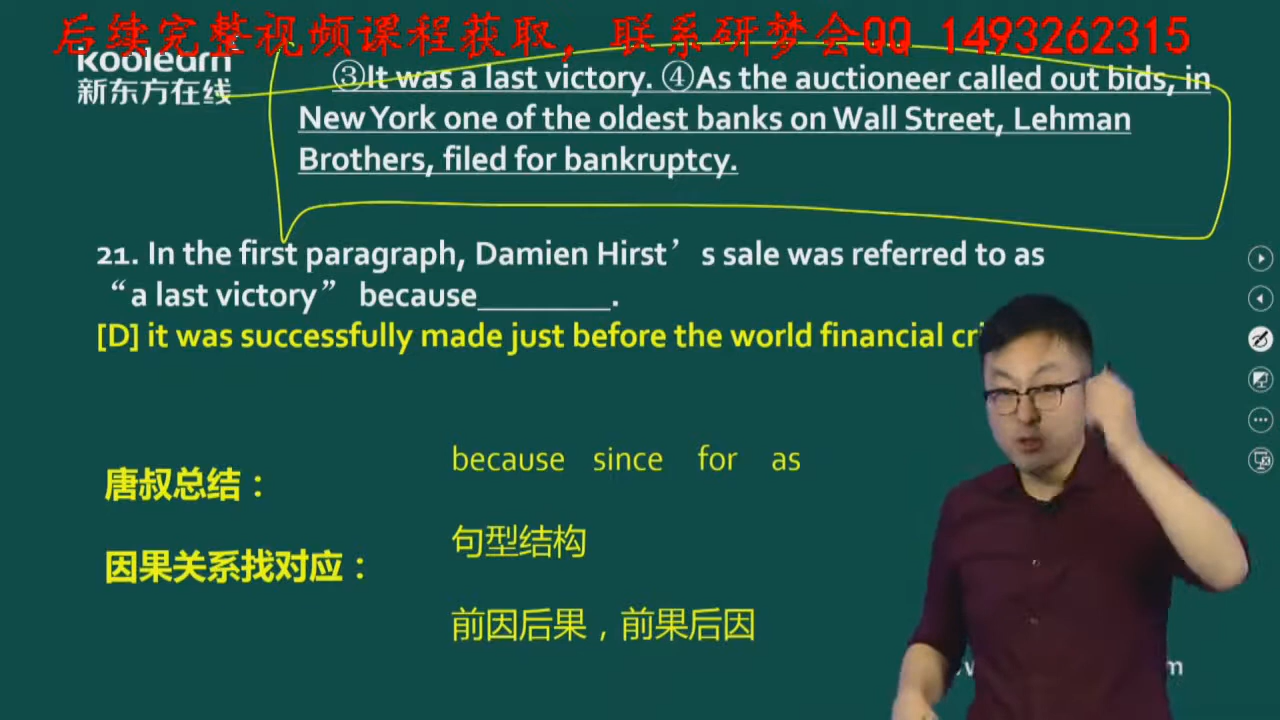 后续完整视频课程获取，联系研梦会QQ 1493262315
koolearn
新东方在线
③It was a last victory. ④As the auctioneer called out bids, in
New York one of the oldest banks on Wall Street, Lehman
Brothers, filed for bankruptcy.
21. In the first paragraph, Damien Hirst’s sale was referred to as
“a last victory” because________.
[D] it was successfully made just before the world financial
because since for as
唐叔总结：
句型结构
因果关系找对应：
前因后果，前果后因